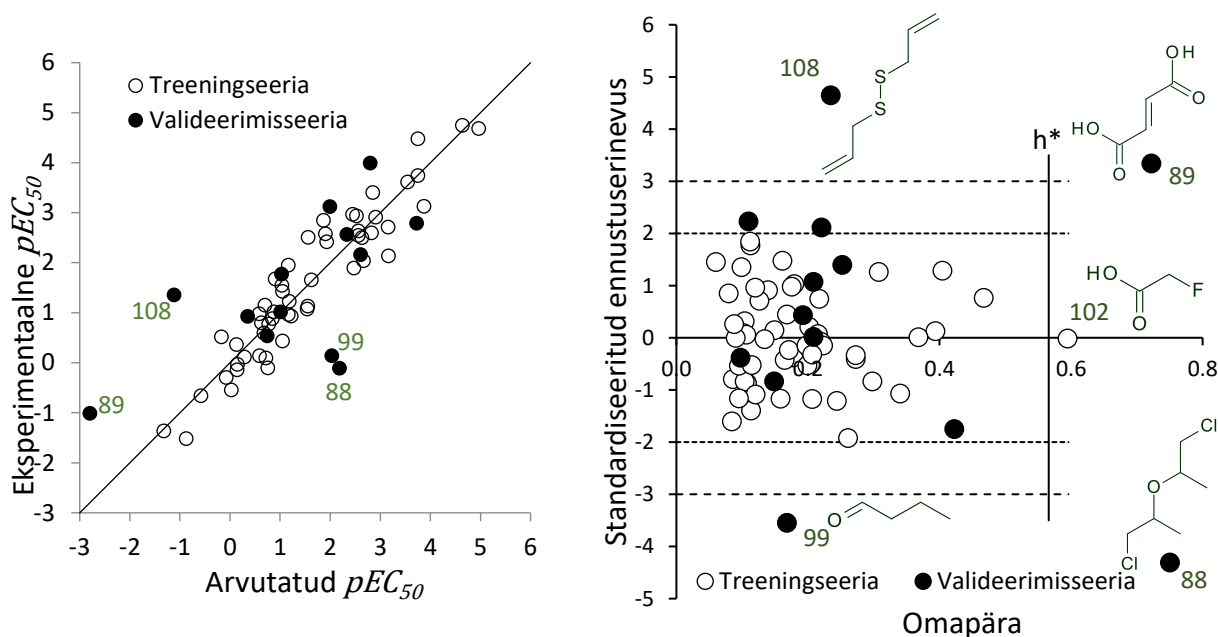 6
5
4
3
2
1
0
-1
-2
-3
-3 -2 -1 0 1 2 3 4 5 6
Eksperimentaalne pEC50
Arvutatud pEC50
Treeningseeria
Valideerimisseeria
108
99
88
89
6
5
4
3
2
1
0
-1
-2
-3
-4
-5
0.0 0.2 0.4 0.6 0.8
Standardiseeritud ennustuserinevus
Omapära
108
S
S
OH
O
HO
O
h*
89
HO
F
O
102
Cl
O
Cl
88
O
99
Treeningseeria
Valideerimisseeria